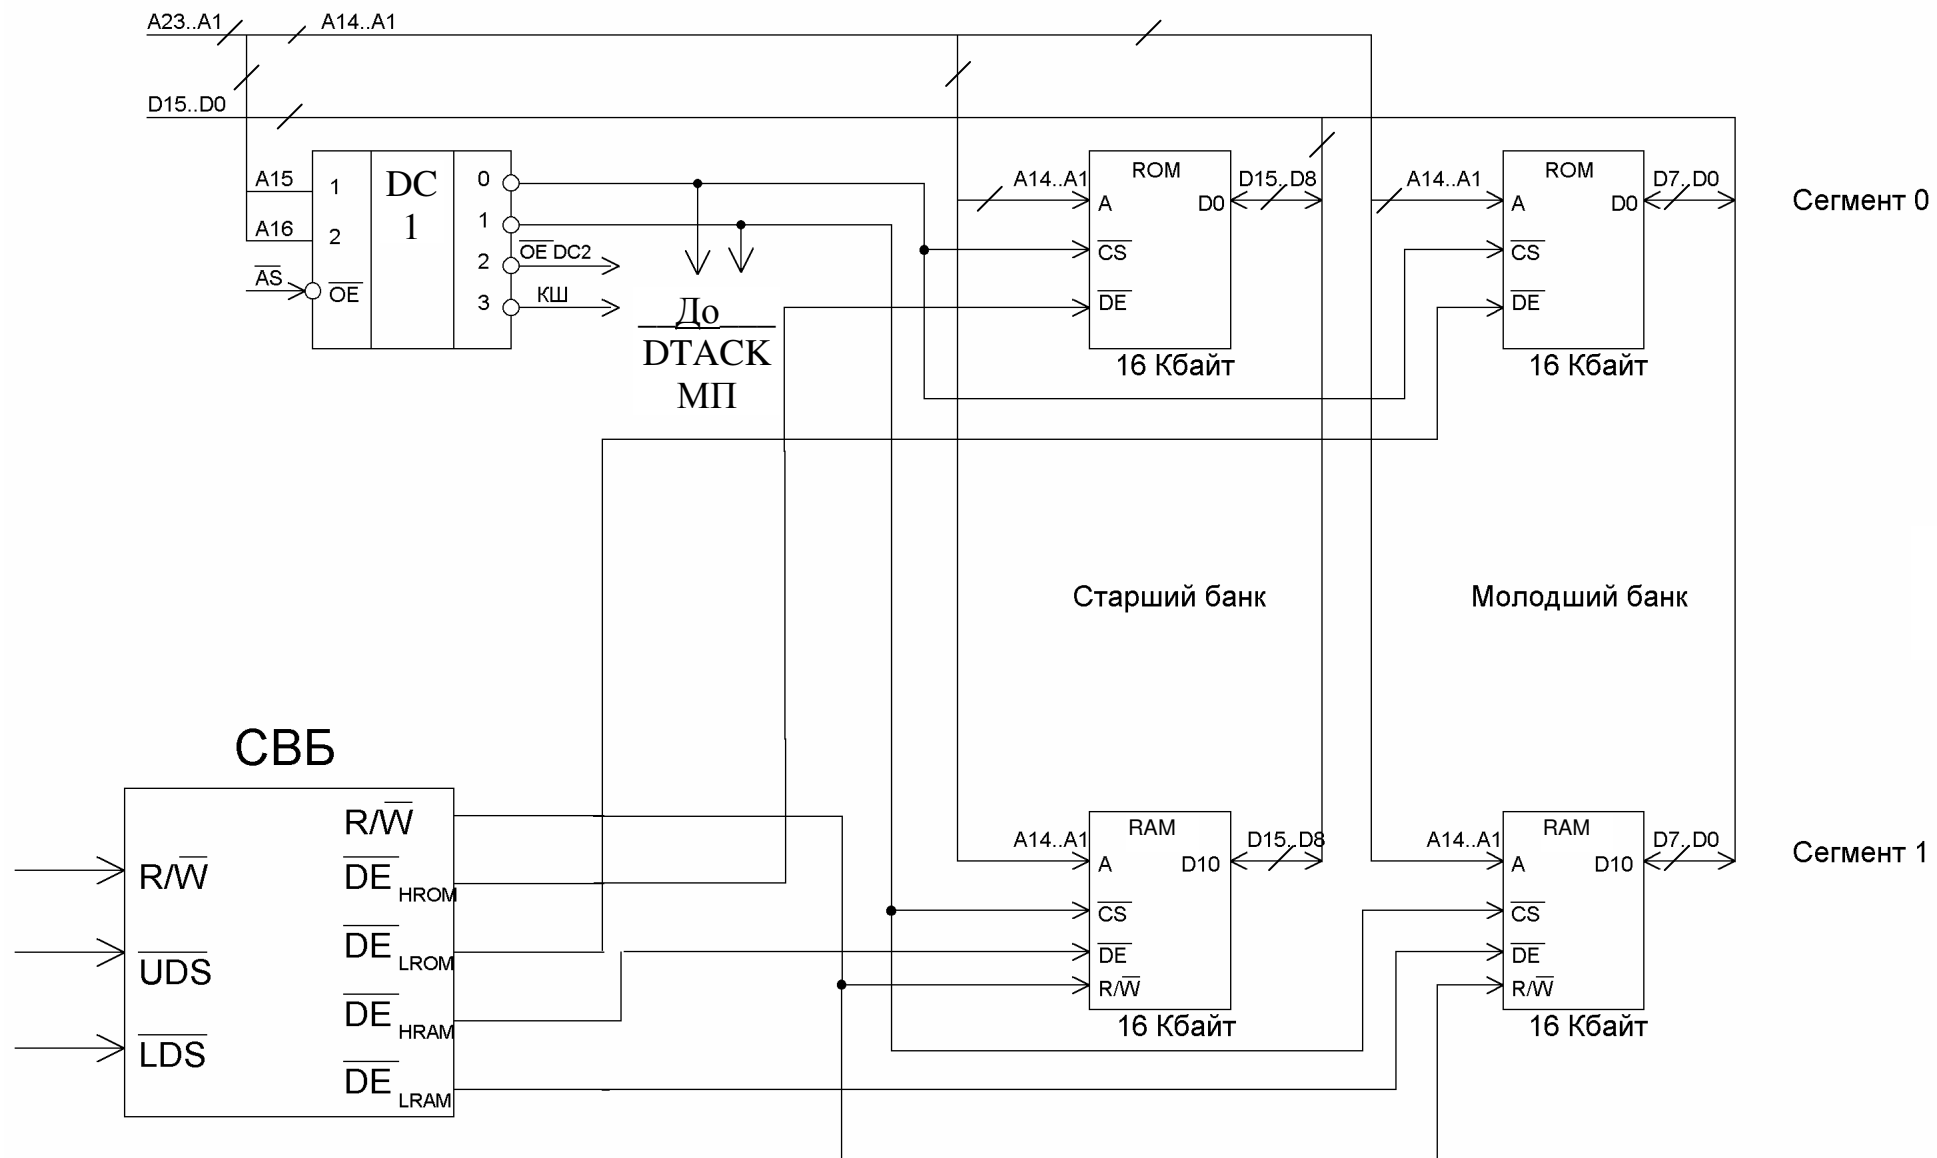 A23..A1 A14..A1
D15..D0
A15 1 DC 0
A16 2 1 1
AS OE 2 OE DC2
3 КШ
До
DTACK
МП
ROM
A14..A1 A D0 D15..D8
CS
DE
16 Кбайт
ROM
A14..A1 A D0 D7..D0
CS
DE
16 Кбайт
Сегмент 0
Старший банк
Молодший банк
СВБ
R/W
UDS
LDS
R/W
DE HROM
DE LROM
DE HRAM
DE LRAM
RAM
A14..A1 A D10 D15..D8
CS
DE
R/W
16 Кбайт
RAM
A14..A1 A D10 D7..D0
CS
DE
R/W
16 Кбайт
Сегмент 1